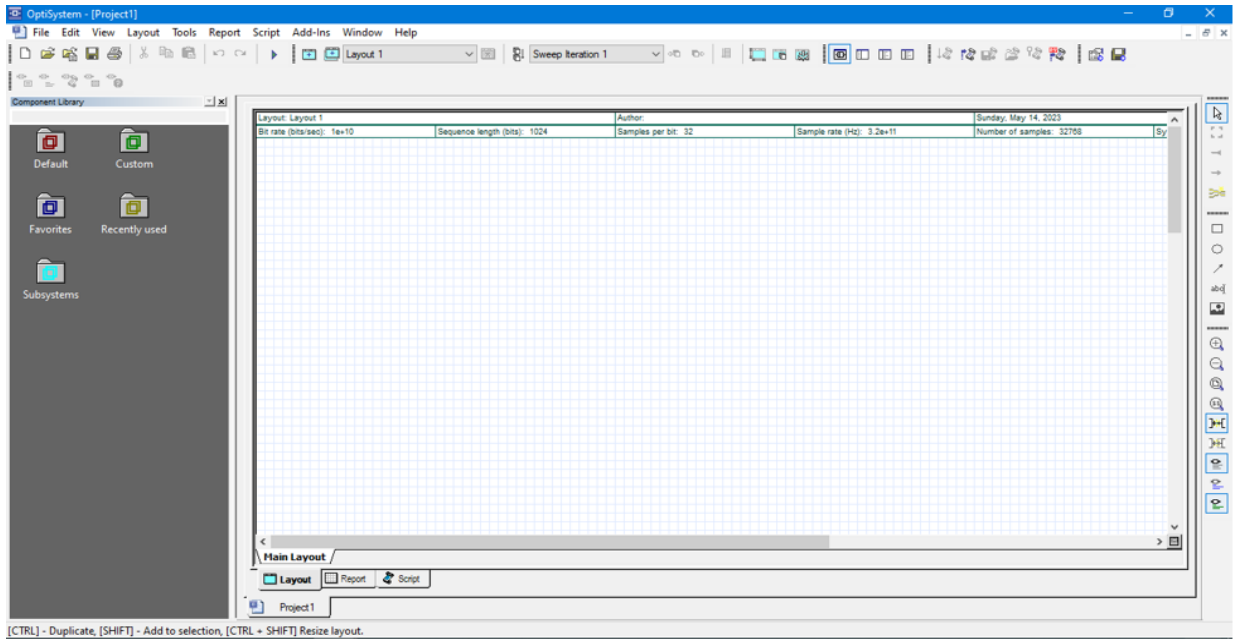 OptiSystem - [Project1]
File Edit View Layout Tools Report Script Add-Ins Window Help
Layout 1 Sweep Iteration 1
Component Library
Default Custom
Favorites Recently used
Subsystems
Layout: Layout 1 Author: Sunday, May 14, 2023
Bit rate (bits/sec): 1e+10 Sequence length (bits): 1024 Samples per bit: 32 Sample rate (Hz): 3.2e+11 Number of samples: 32768 Sy
abc
Main Layout
Layout Report Script
Project1
[CTRL] - Duplicate, [SHIFT] - Add to selection, [CTRL + SHIFT] Resize layout.